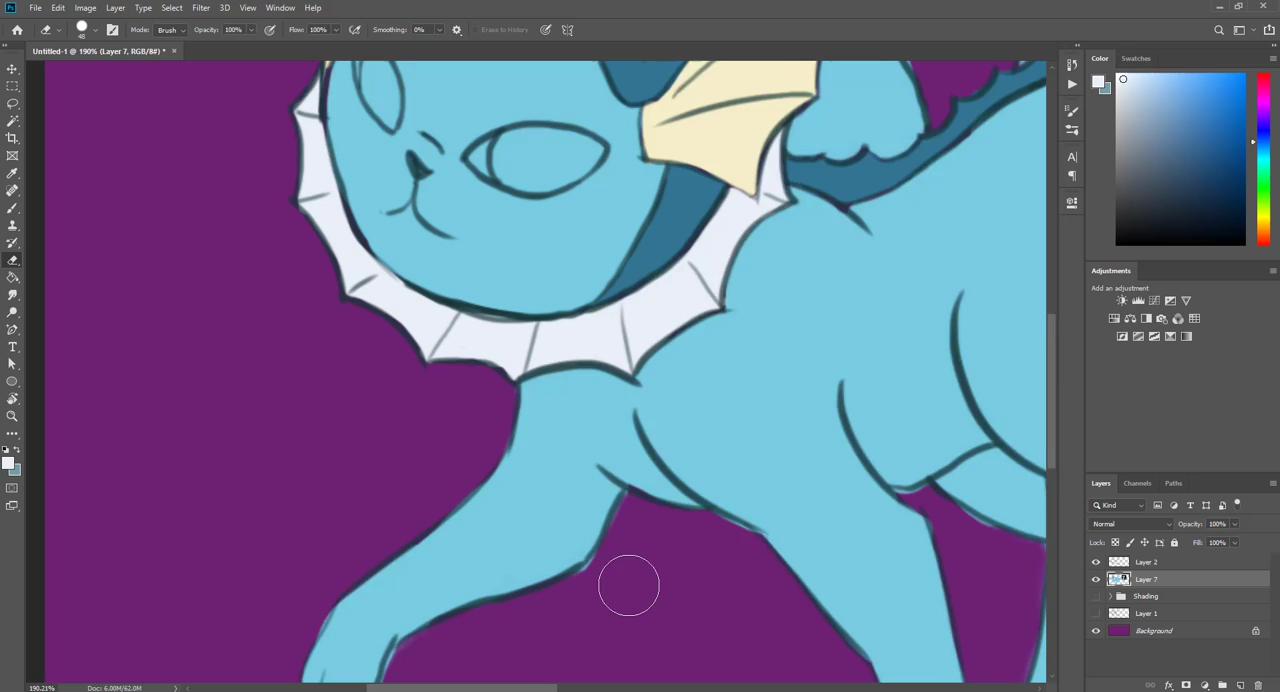 Ps File Edit Image Layer Type Select Filter 3D View Window Help
48 Mode: Brush Opacity: 100% Flow: 100% Smoothing: 0% Erase to History
Untitled-1 @ 190% (Layer 7, RGB/8#) * ×
Color Swatches
Adjustments
Add an adjustment
Layers Channels Paths
Kind
Normal Opacity: 100%
Lock: Fill: 100%
Layer 2
Layer 7
Shading
Layer 1
Background
190.21% Doc: 6.00M/62.0M